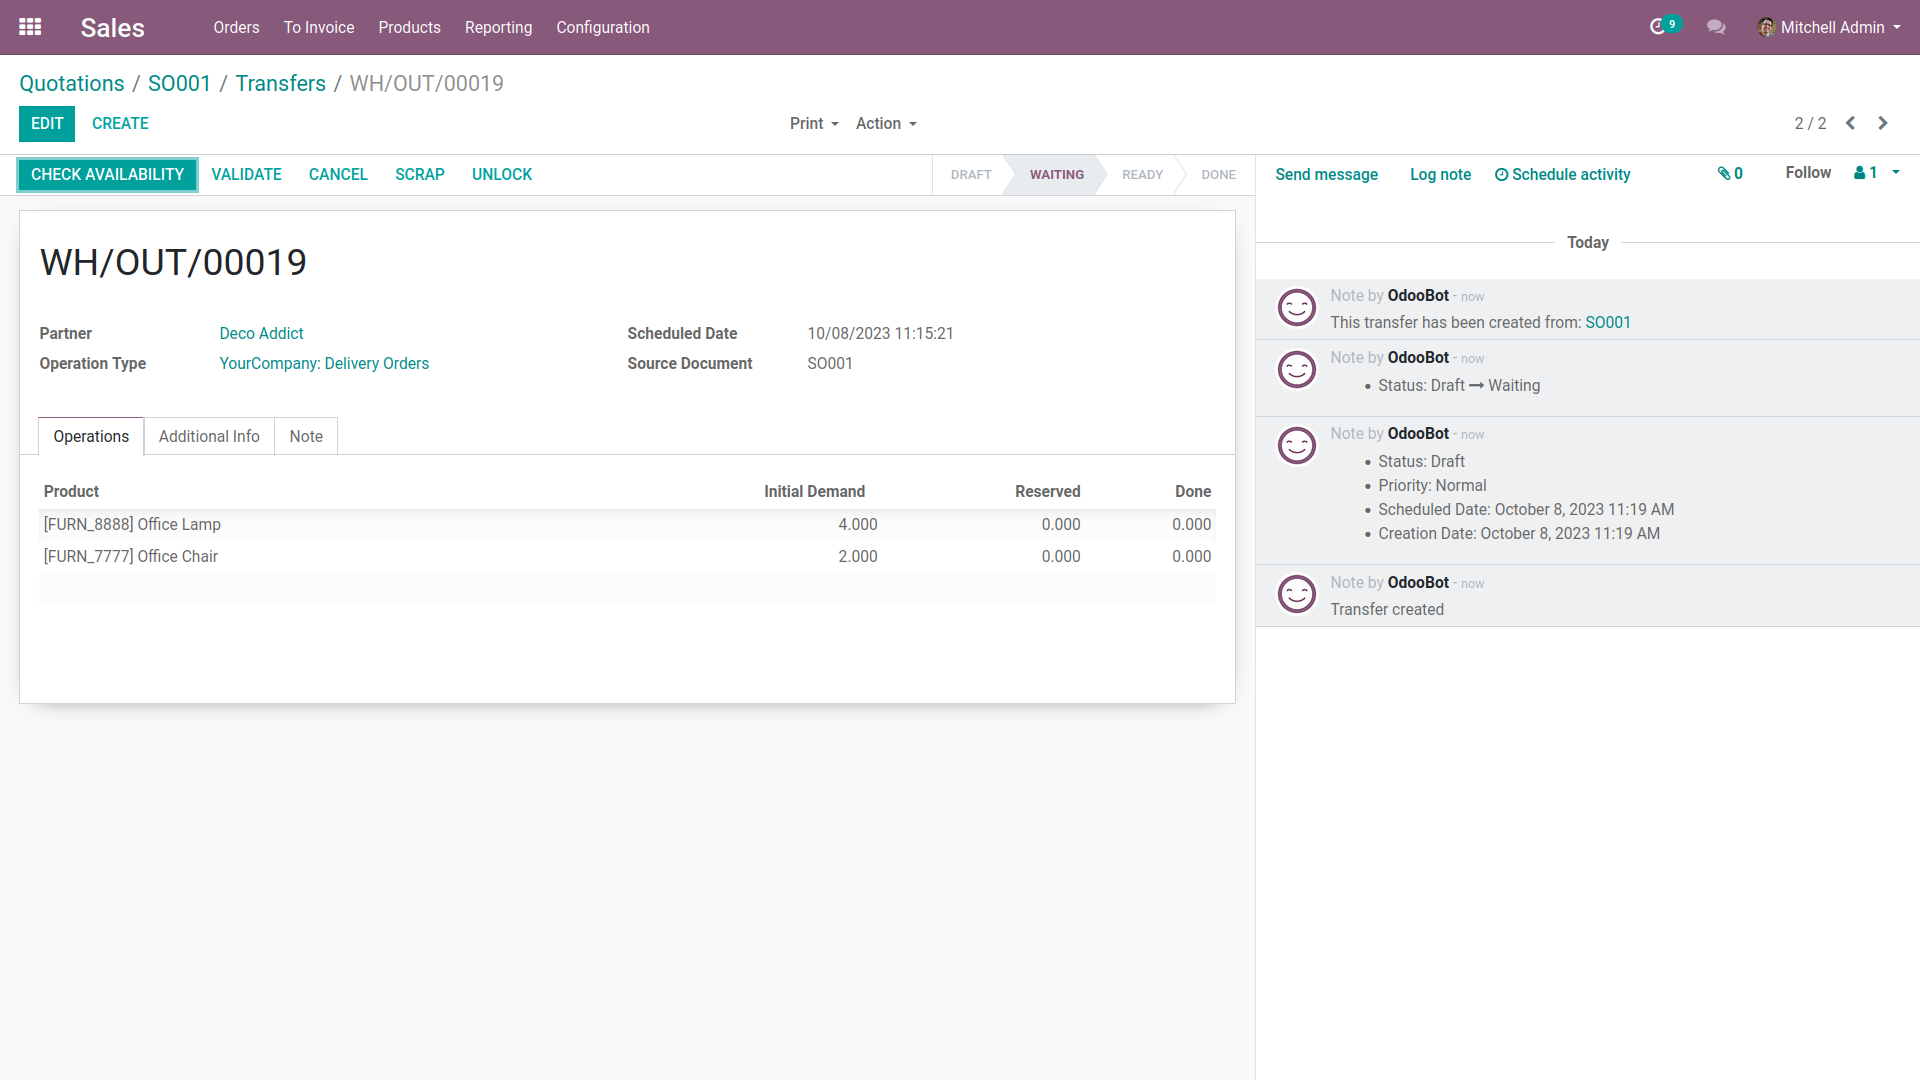 Sales Orders To Invoice Products Reporting Configuration 9 Mitchell Admin
Quotations / SO001 / Transfers / WH/OUT/00019
EDIT CREATE Print Action 2 / 2
CHECK AVAILABILITY VALIDATE CANCEL SCRAP UNLOCK DRAFT WAITING READY DONE
Send message Log note Schedule activity 0 Follow 1
WH/OUT/00019
Partner Deco Addict
Operation Type YourCompany: Delivery Orders
Scheduled Date 10/08/2023 11:15:21
Source Document SO001
Operations Additional Info Note
Product Initial Demand Reserved Done
[FURN_8888] Office Lamp 4.000 0.000 0.000
[FURN_7777] Office Chair 2.000 0.000 0.000
Today
Note by OdooBot - now
This transfer has been created from: SO001
Note by OdooBot - now
• Status: Draft → Waiting
Note by OdooBot - now
• Status: Draft
• Priority: Normal
• Scheduled Date: October 8, 2023 11:19 AM
• Creation Date: October 8, 2023 11:19 AM
Note by OdooBot - now
Transfer created